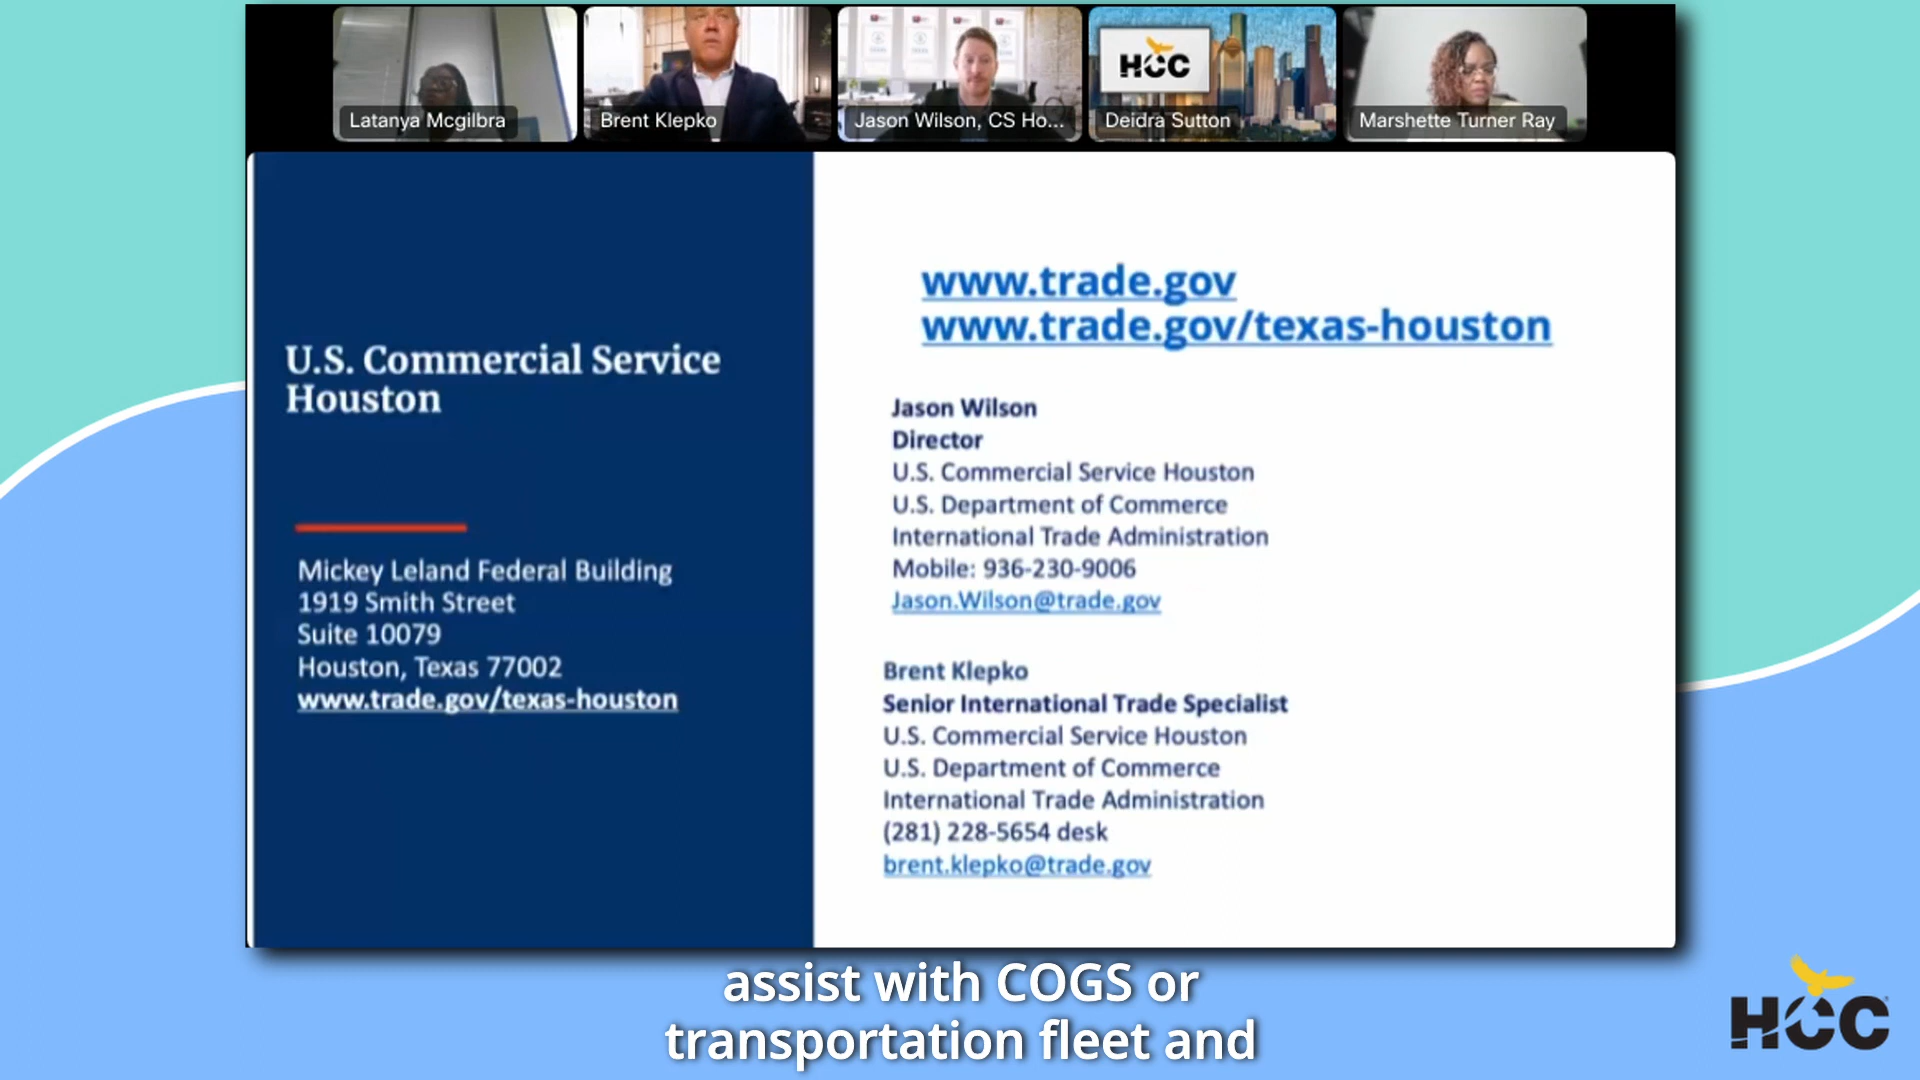 HCC
Latanya Mcgilbra
Brent Klepko
Jason Wilson, CS Ho...
Deidra Sutton
Marshette Turner Ray
U.S. Commercial Service
Houston
Mickey Leland Federal Building
1919 Smith Street
Suite 10079
Houston, Texas 77002
www.trade.gov/texas-houston
www.trade.gov
www.trade.gov/texas-houston
Jason Wilson
Director
U.S. Commercial Service Houston
U.S. Department of Commerce
International Trade Administration
Mobile: 936-230-9006
Jason.Wilson@trade.gov
Brent Klepko
Senior International Trade Specialist
U.S. Commercial Service Houston
U.S. Department of Commerce
International Trade Administration
(281) 228-5654 desk
brent.klepko@trade.gov
assist with COGS or
transportation fleet and
HCC